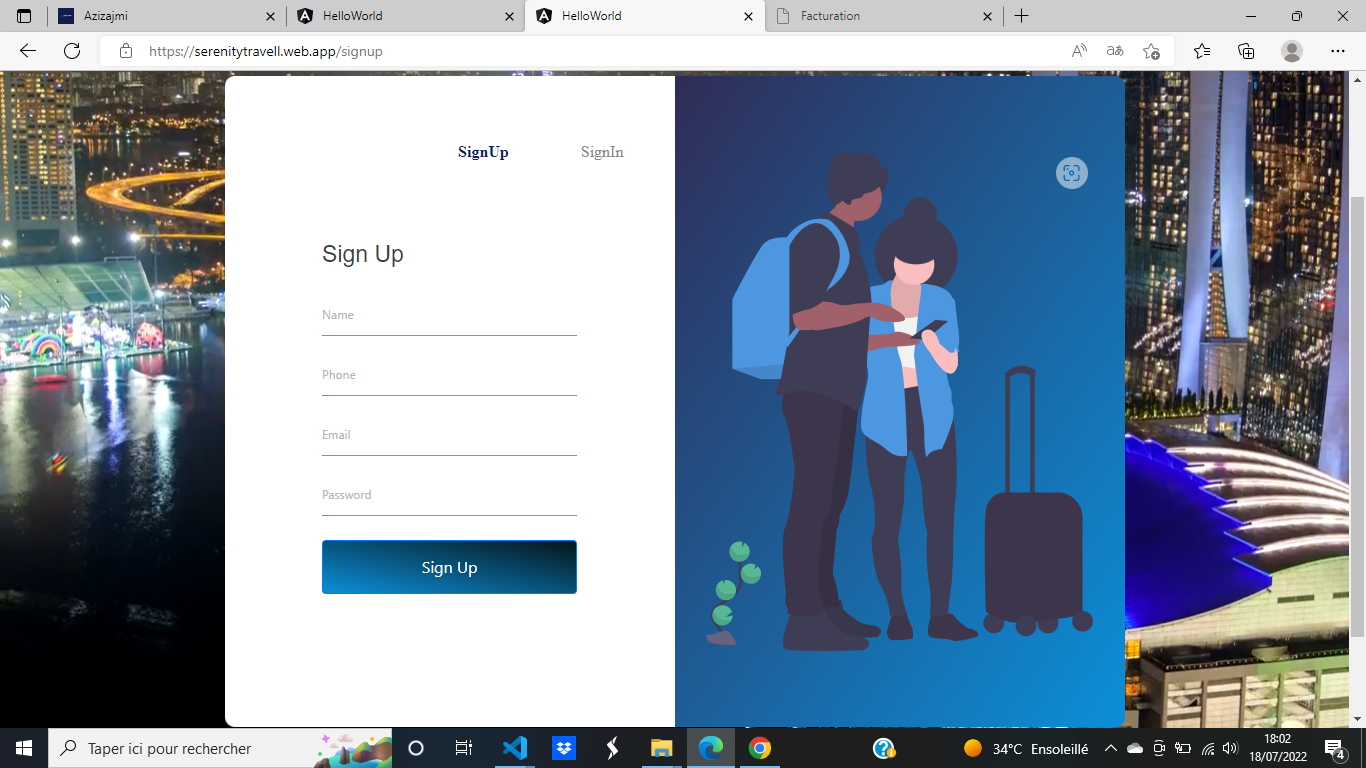 Azizajmi
HelloWorld
HelloWorld
Facturation
https://serenitytravell.web.app/signup
SignUp
SignIn
Sign Up
Name
Phone
Email
Password
Sign Up
Taper ici pour rechercher
34°C Ensoleillé
18:02
18/07/2022
4